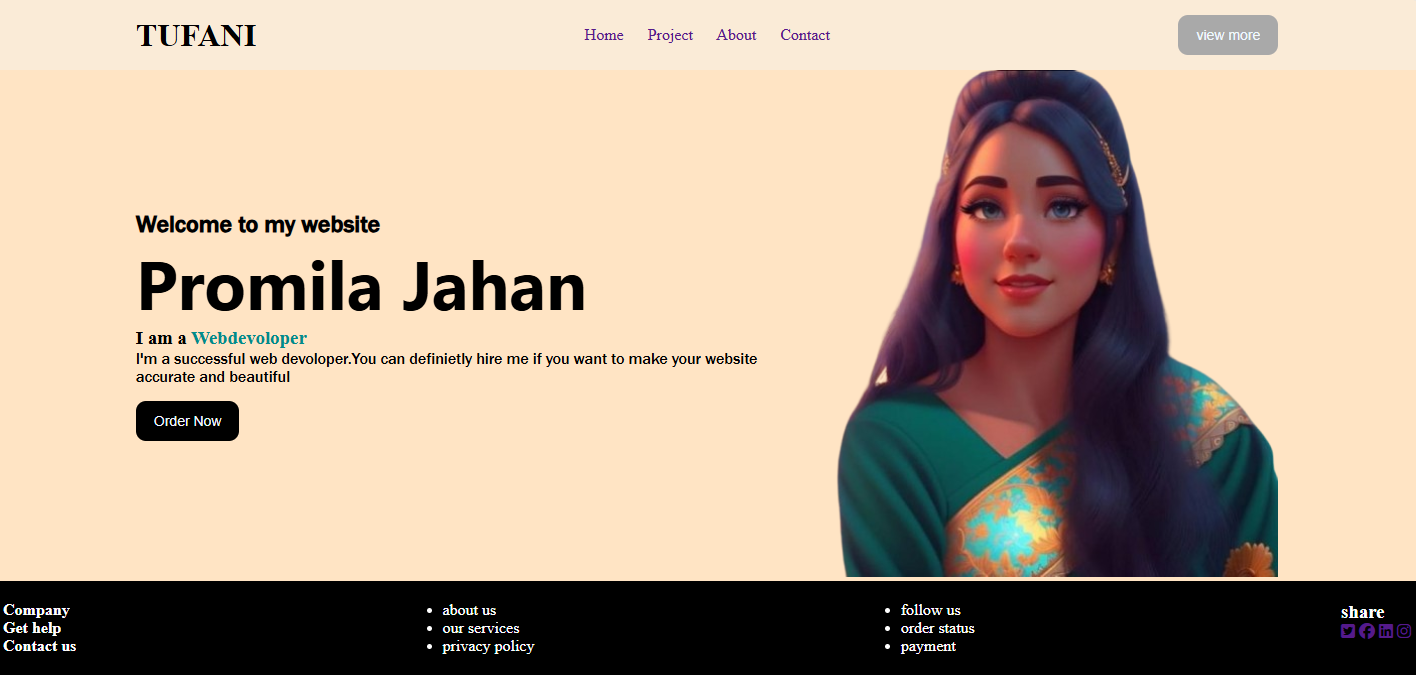 TUFANI
Home Project About Contact
view more
Welcome to my website
Promila Jahan
I am a Webdevoloper
I'm a successful web devoloper.You can definietly hire me if you want to make your website
accurate and beautiful
Order Now
Company
Get help
Contact us
about us
our services
privacy policy
follow us
order status
payment
share